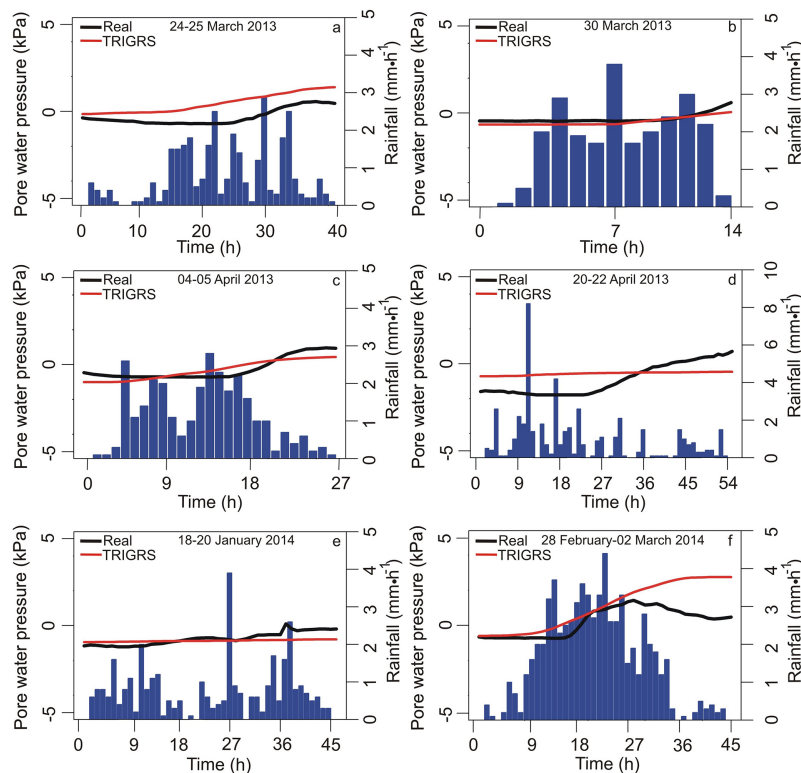 Real
TRIGRS
24-25 March 2013
a
Pore water pressure (kPa)
5
0
-5
Rainfall (mm•h-1)
5
4
3
2
1
0
0 10 20 30 40
Time (h)
Real
TRIGRS
30 March 2013
b
Pore water pressure (kPa)
5
0
-5
Rainfall (mm•h-1)
5
4
3
2
1
0
0 7 14
Time (h)
Real
TRIGRS
04-05 April 2013
c
Pore water pressure (kPa)
5
0
-5
Rainfall (mm•h-1)
5
4
3
2
1
0
0 9 18 27
Time (h)
Real
TRIGRS
20-22 April 2013
d
Pore water pressure (kPa)
5
0
-5
Rainfall (mm•h-1)
10
8
6
4
2
0
0 9 18 27 36 45 54
Time (h)
Real
TRIGRS
18-20 January 2014
e
Pore water pressure (kPa)
5
0
-5
Rainfall (mm•h-1)
5
4
3
2
1
0
0 9 18 27 36 45
Time (h)
Real
TRIGRS
28 February-02 March 2014
f
Pore water pressure (kPa)
5
0
-5
Rainfall (mm•h-1)
5
4
3
2
1
0
0 9 18 27 36 45
Time (h)